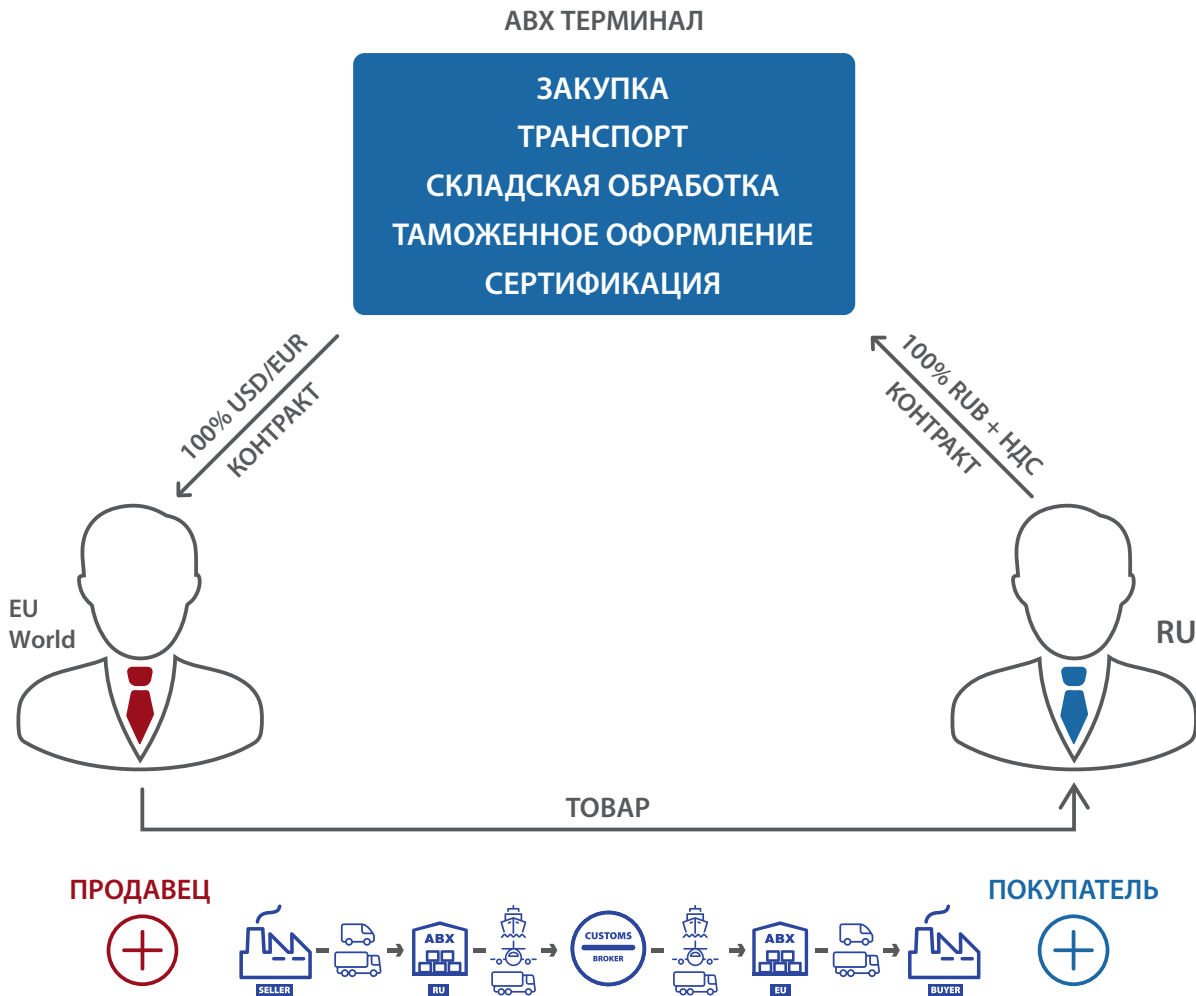 ABX ТЕРМИНАЛ
ЗАКУПКА
ТРАНСПОРТ
СКЛАДСКАЯ ОБРАБОТКА
ТАМОЖЕННОЕ ОФОРМЛЕНИЕ
СЕРТИФИКАЦИЯ
100% USD/EUR
КОНТРАКТ
100% RUB + НДС
КОНТРАКТ
EU
World
RU
ТОВАР
ПРОДАВЕЦ
ПОКУПАТЕЛЬ
SELLER
ABX
RU
CUSTOMS
BROKER
ABX
EU
BUYER